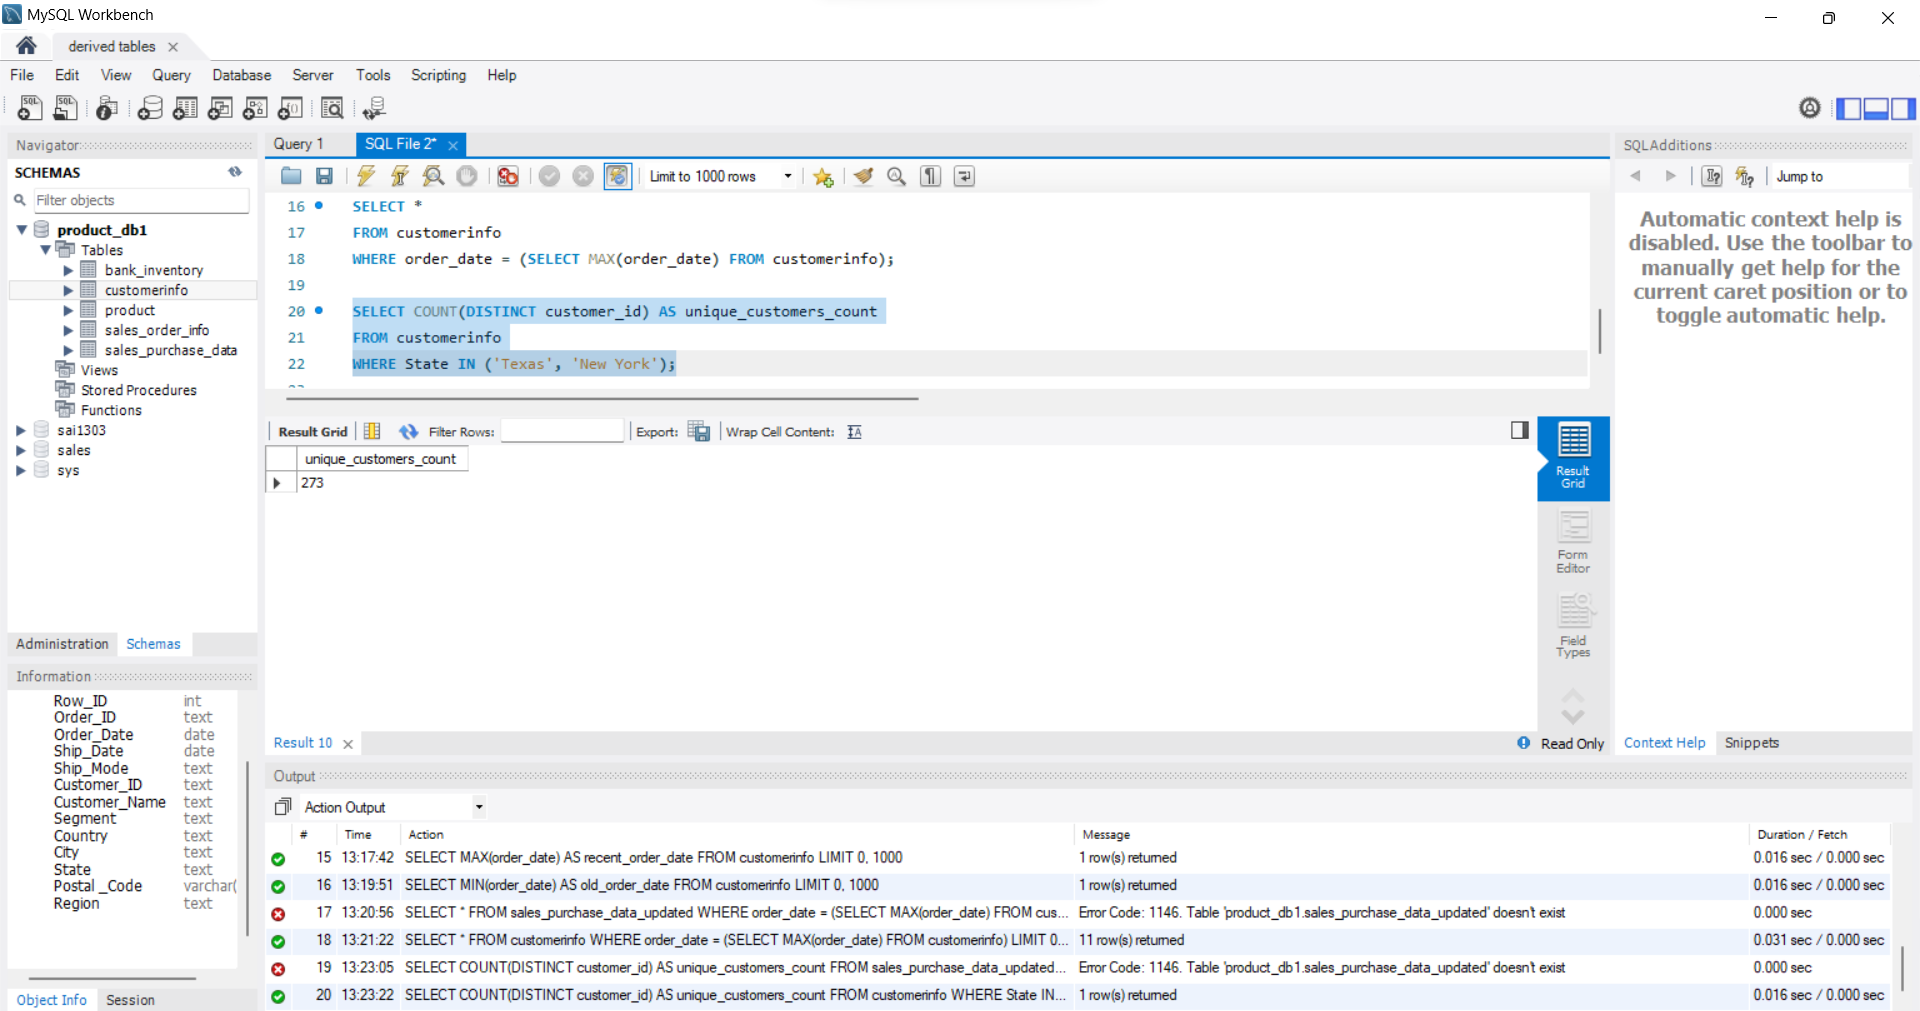 MySQL Workbench
derived tables
File Edit View Query Database Server Tools Scripting Help
Navigator
SCHEMAS
Filter objects
product_db1
Tables
bank_inventory
customerinfo
product
sales_order_info
sales_purchase_data
Views
Stored Procedures
Functions
sai1303
sales
sys
Administration Schemas
Information
Row_ID int
Order_ID text
Order_Date date
Ship_Date date
Ship_Mode text
Customer_ID text
Customer_Name text
Segment text
Country text
City text
State text
Postal _Code varchar(
Region text
Object Info Session
Query 1 SQL File 2*
Limit to 1000 rows
16 SELECT *
17 FROM customerinfo
18 WHERE order_date = (SELECT MAX(order_date) FROM customerinfo);
19
20 SELECT COUNT(DISTINCT customer_id) AS unique_customers_count
21 FROM customerinfo
22 WHERE State IN ('Texas', 'New York');
Result Grid Filter Rows: Export: Wrap Cell Content:
unique_customers_count
273
Result
Grid
Form
Editor
Field
Types
Result 10 Read Only
SQLAdditions
Jump to
Automatic context help is
disabled. Use the toolbar to
manually get help for the
current caret position or to
toggle automatic help.
Context Help Snippets
Output
Action Output
# Time Action Message Duration / Fetch
15 13:17:42 SELECT MAX(order_date) AS recent_order_date FROM customerinfo LIMIT 0, 1000 1 row(s) returned 0.016 sec / 0.000 sec
16 13:19:51 SELECT MIN(order_date) AS old_order_date FROM customerinfo LIMIT 0, 1000 1 row(s) returned 0.016 sec / 0.000 sec
17 13:20:56 SELECT * FROM sales_purchase_data_updated WHERE order_date = (SELECT MAX(order_date) FROM cus... Error Code: 1146. Table 'product_db1.sales_purchase_data_updated' doesn't exist 0.000 sec
18 13:21:22 SELECT * FROM customerinfo WHERE order_date = (SELECT MAX(order_date) FROM customerinfo) LIMIT 0... 11 row(s) returned 0.031 sec / 0.000 sec
19 13:23:05 SELECT COUNT(DISTINCT customer_id) AS unique_customers_count FROM sales_purchase_data_updated... Error Code: 1146. Table 'product_db1.sales_purchase_data_updated' doesn't exist 0.000 sec
20 13:23:22 SELECT COUNT(DISTINCT customer_id) AS unique_customers_count FROM customerinfo WHERE State IN... 1 row(s) returned 0.016 sec / 0.000 sec